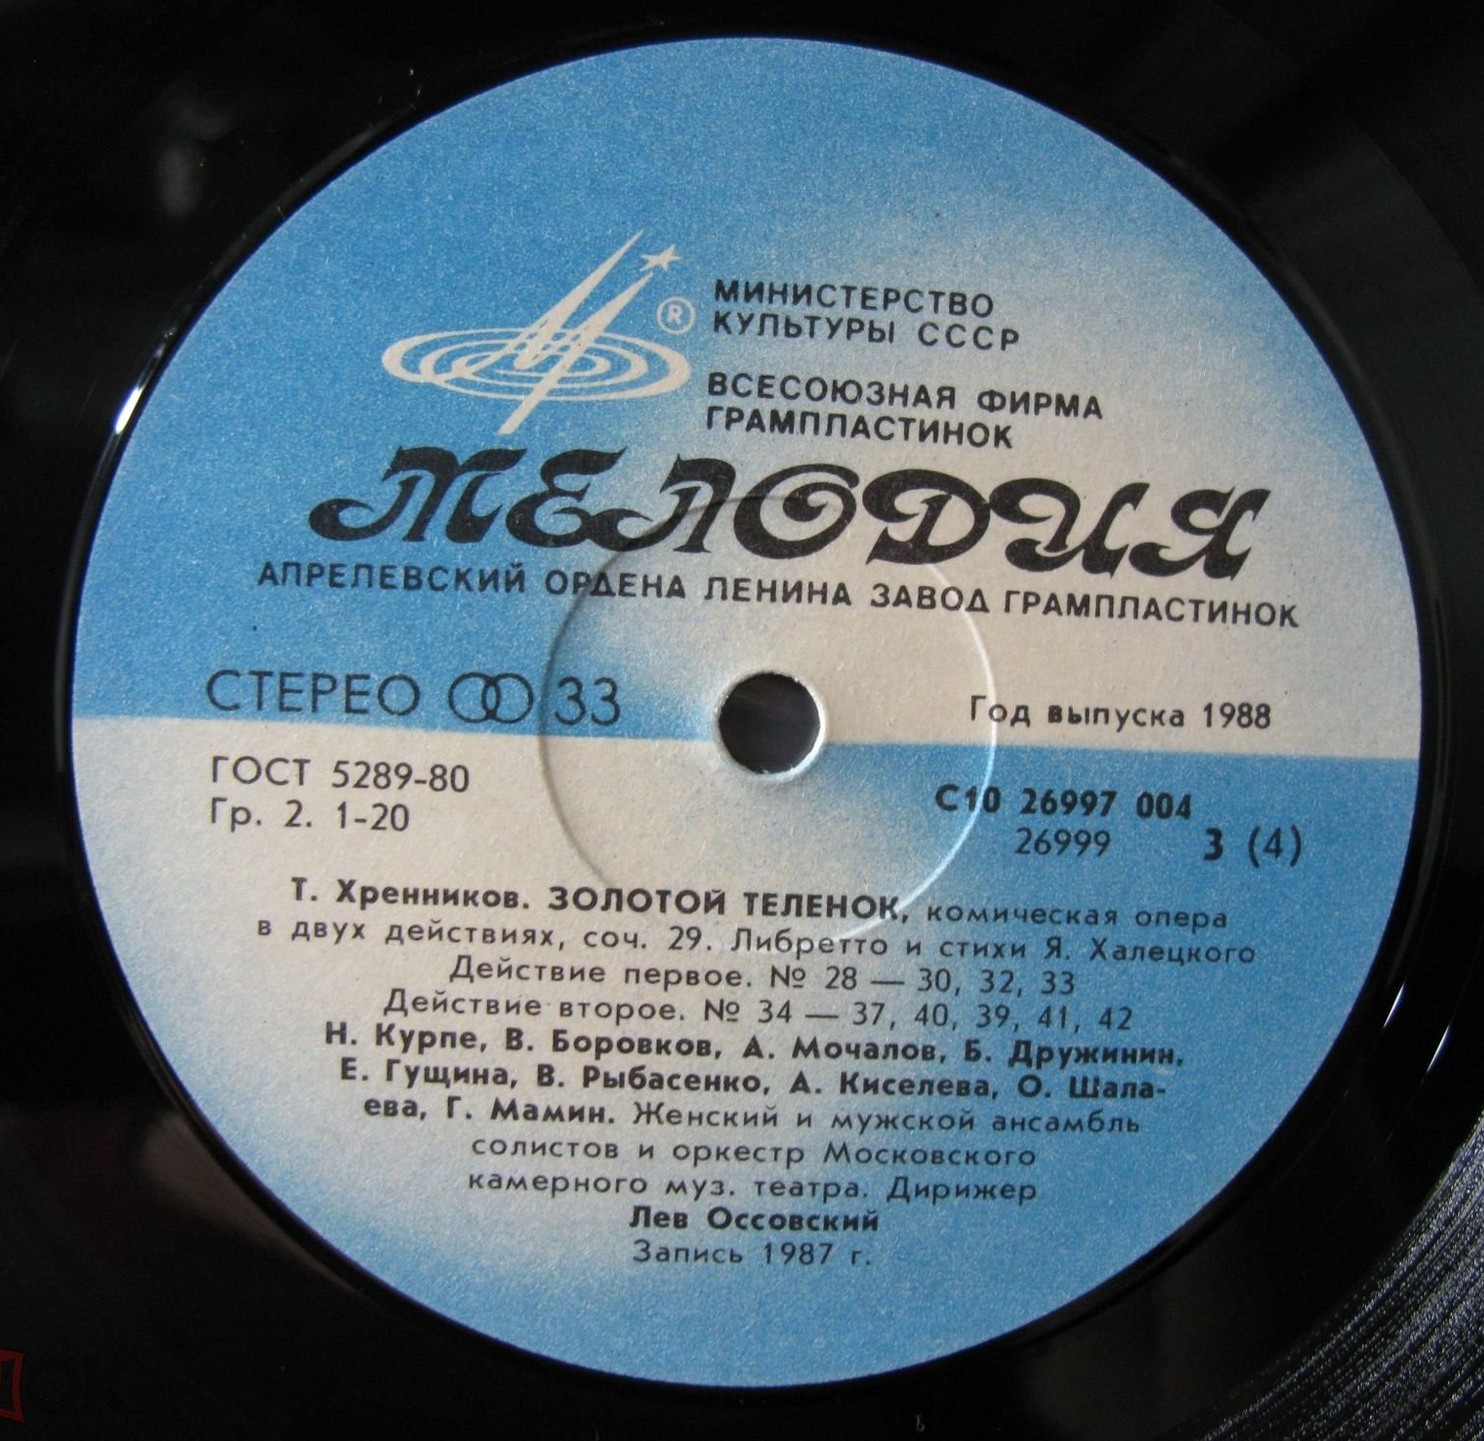 ®
МИНИСТЕРСТВО
КУЛЬТУРЫ СССР
ВСЕСОЮЗНАЯ ФИРМА
ГРАМПЛАСТИНОК
МЕЛОДИЯ
АПРЕЛЕВСКИЙ ОРДЕНА ЛЕНИНА ЗАВОД ГРАМПЛАСТИНОК
СТЕРЕО 33
Год выпуска 1988
ГОСТ 5289-80
Гр. 2. 1-20
С10 26997 004
26999 3 (4)
Т. Хренников. ЗОЛОТОЙ ТЕЛЕНОК, комическая опера
в двух действиях, соч. 29. Либретто и стихи Я. Халецкого
Действие первое. № 28 — 30, 32, 33
Действие второе. № 34 — 37, 40, 39, 41, 42
Н. Курпе, В. Боровков, А. Мочалов, Б. Дружинин,
Е. Гущина, В. Рыбасенко, А. Киселева, О. Шала-
ева, Г. Мамин. Женский и мужской ансамбль
солистов и оркестр Московского
камерного муз. театра. Дирижер
Лев Оссовский
Запись 1987 г.